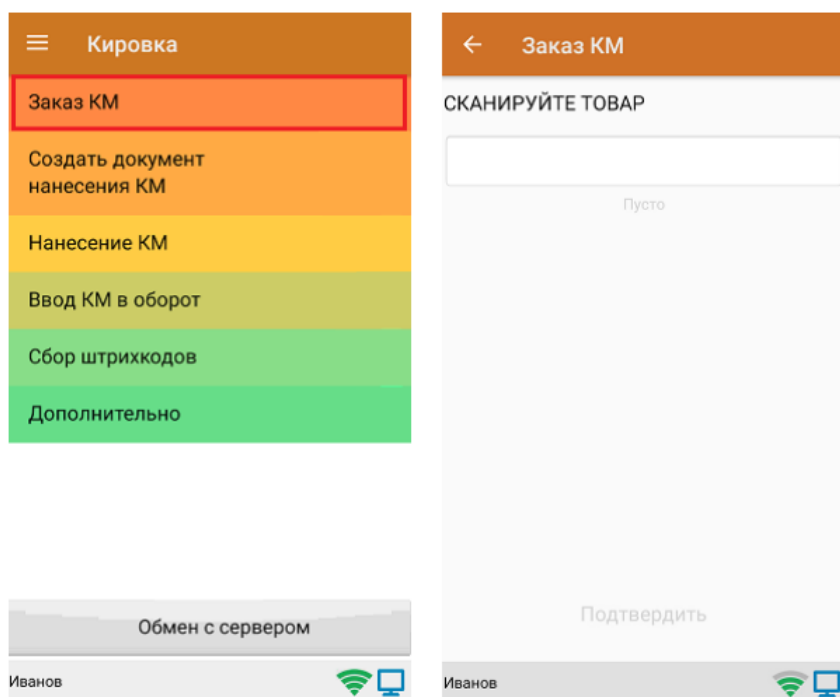 Кировка
Заказ КМ
Создать документ
нанесения КМ
Нанесение КМ
Ввод КМ в оборот
Сбор штрихкодов
Дополнительно
Обмен с сервером
Иванов
Заказ КМ
СКАНИРУЙТЕ ТОВАР
Пусто
Подтвердить
Иванов